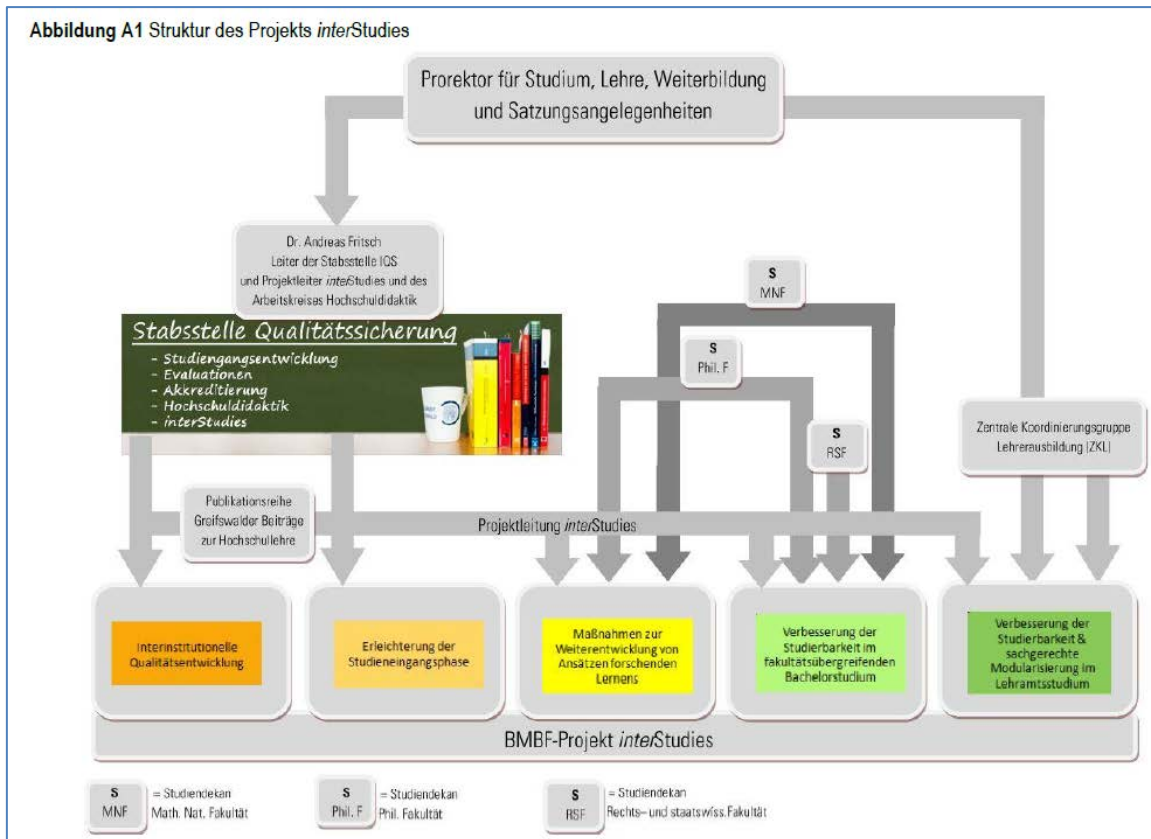 Abbildung A1 Struktur des Projekts interStudies
Prorektor für Studium, Lehre, Weiterbildung
und Satzungsangelegenheiten
Dr. Andreas Fritsch
Leiter der Stabsstelle IQS
und Projektleiter interStudies und des
Arbeitskreises Hochschuldidaktik
Stabsstelle Qualitätssicherung
- Studiengangsentwicklung
- Evaluationen
- Akkreditierung
- Hochschuldidaktik
- interStudies
S
MNF
S
Phil. F
S
RSF
Zentrale Koordinierungsgruppe
Lehrerausbildung (ZKL)
Publikationsreihe
Greifswalder Beiträge
zur Hochschullehre
Projektleitung interStudies
Interinstitutionelle
Qualitätsentwicklung
Erleichterung der
Studieneingangsphase
Maßnahmen zur
Weiterentwicklung von
Ansätzen forschenden
Lernens
Verbesserung der
Studierbarkeit im
fakultätsübergreifenden
Bachelorstudium
Verbesserung der
Studierbarkeit &
sachgerechte
Modularisierung im
Lehramtsstudium
BMBF-Projekt interStudies
S
MNF
= Studiendekan
Math. Nat. Fakultät
S
Phil. F
= Studiendekan
Phil. Fakultät
S
RSF
= Studiendekan
Rechts- und staatswiss. Fakultät